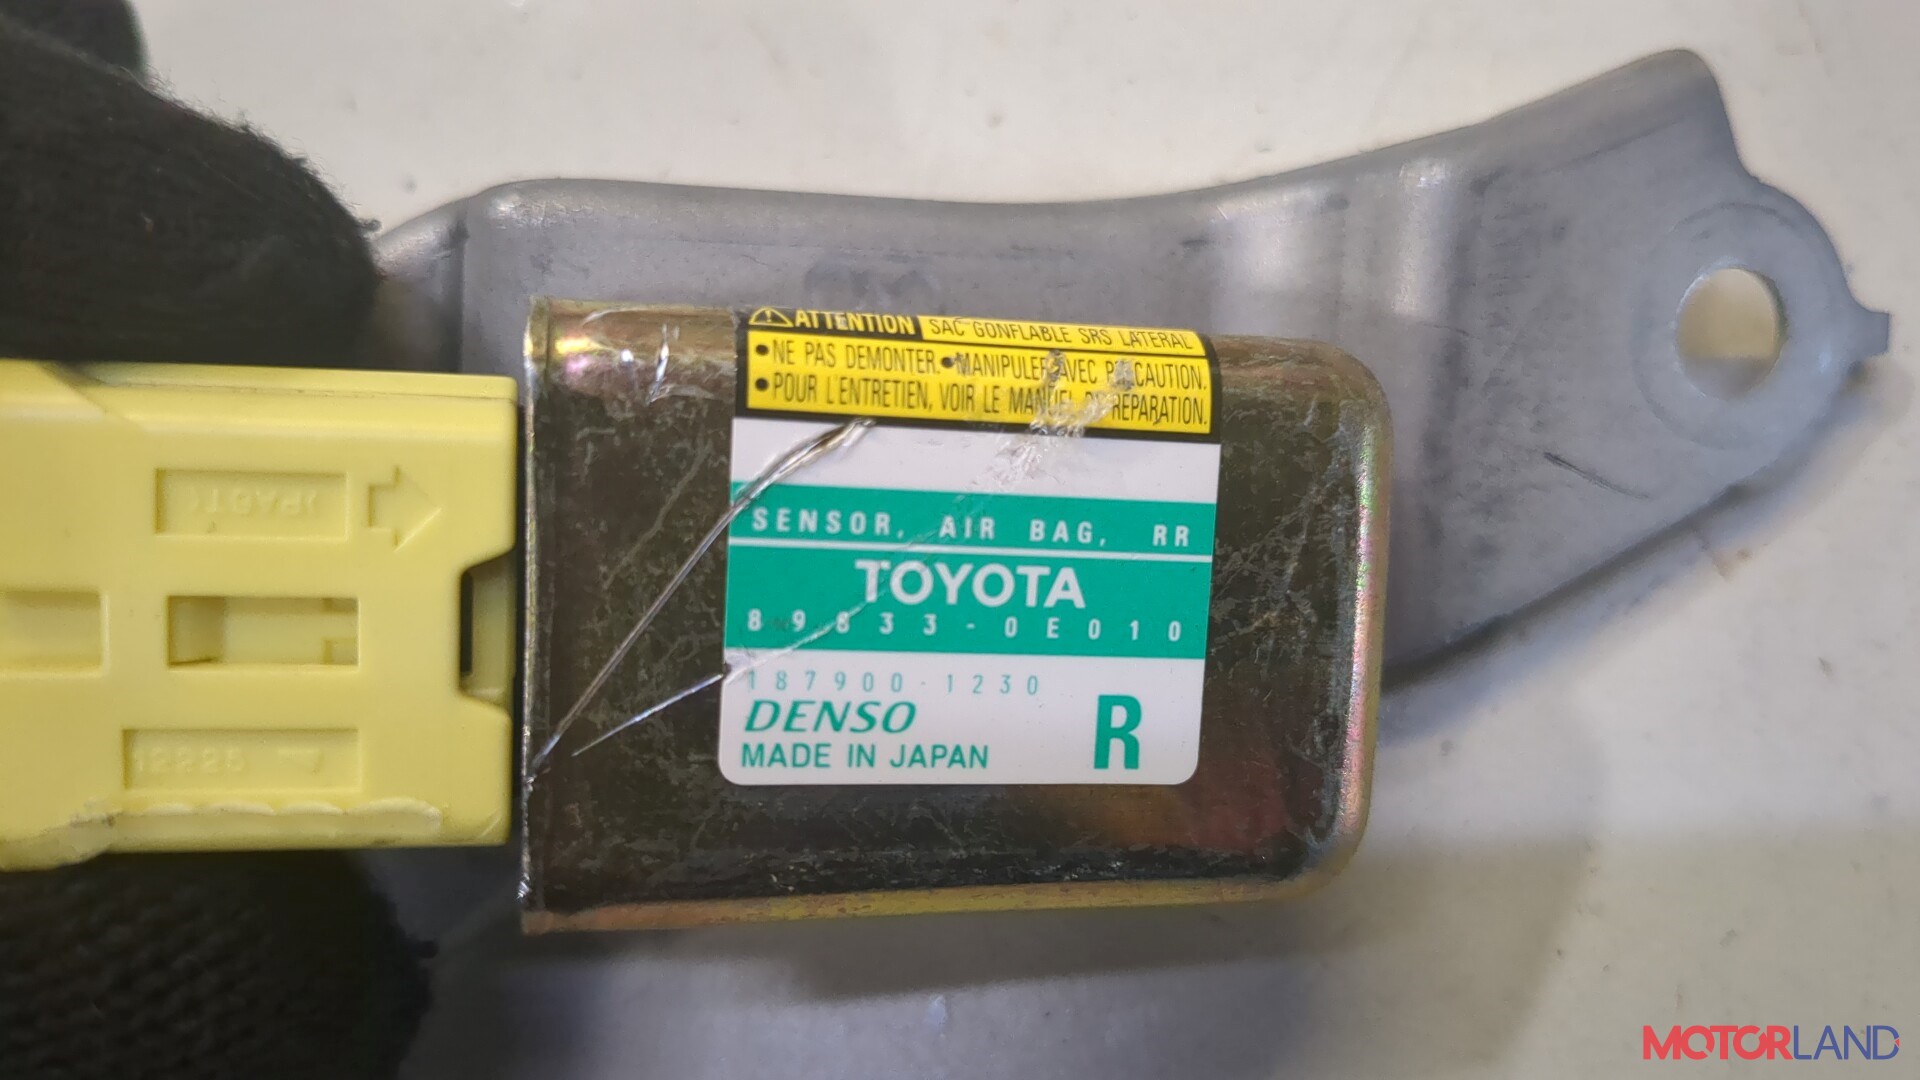 ATTENTION SAC GONFLABLE SRS LATERAL
•NE PAS DEMONTER.•MANIPULER AVEC PRECAUTION.
•POUR L'ENTRETIEN, VOIR LE MANUEL DE REPARATION.
SENSOR, AIR BAG, RR
TOYOTA
89833-0E010
187900-1230
DENSO
MADE IN JAPAN
R
MOTORLAND